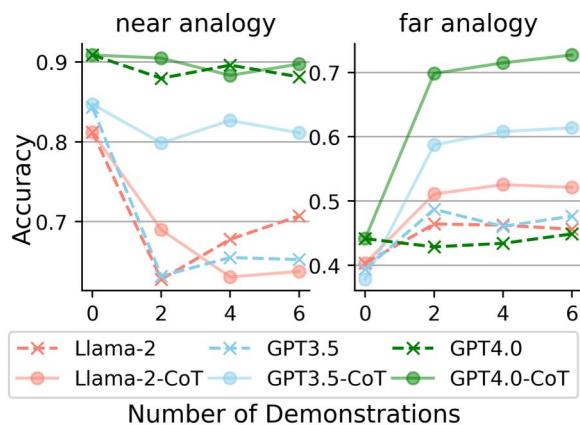 near analogy
far analogy
Accuracy
0.9
0.8
0.7
0 2 4 6
0.7
0.6
0.5
0.4
0 2 4 6
Llama-2 GPT3.5 GPT4.0
Llama-2-CoT GPT3.5-CoT GPT4.0-CoT
Number of Demonstrations